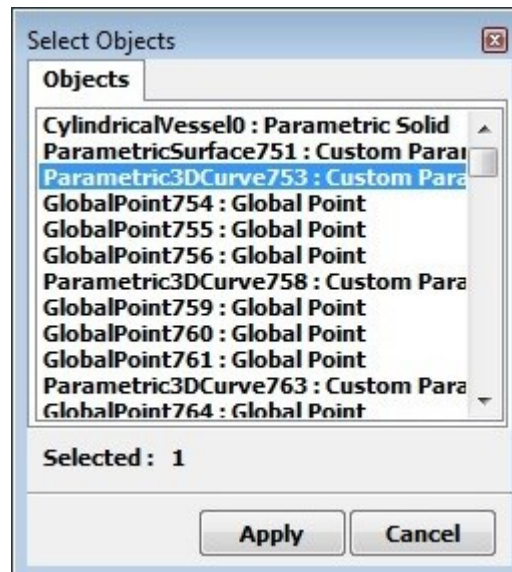 Select Objects
Objects
CylindricalVessel0 : Parametric Solid
ParametricSurface751 : Custom Para
Parametric3DCurve753 : Custom Para
GlobalPoint754 : Global Point
GlobalPoint755 : Global Point
GlobalPoint756 : Global Point
Parametric3DCurve758 : Custom Para
GlobalPoint759 : Global Point
GlobalPoint760 : Global Point
GlobalPoint761 : Global Point
Parametric3DCurve763 : Custom Para
GlobalPoint764 : Global Point
Selected : 1
Apply Cancel